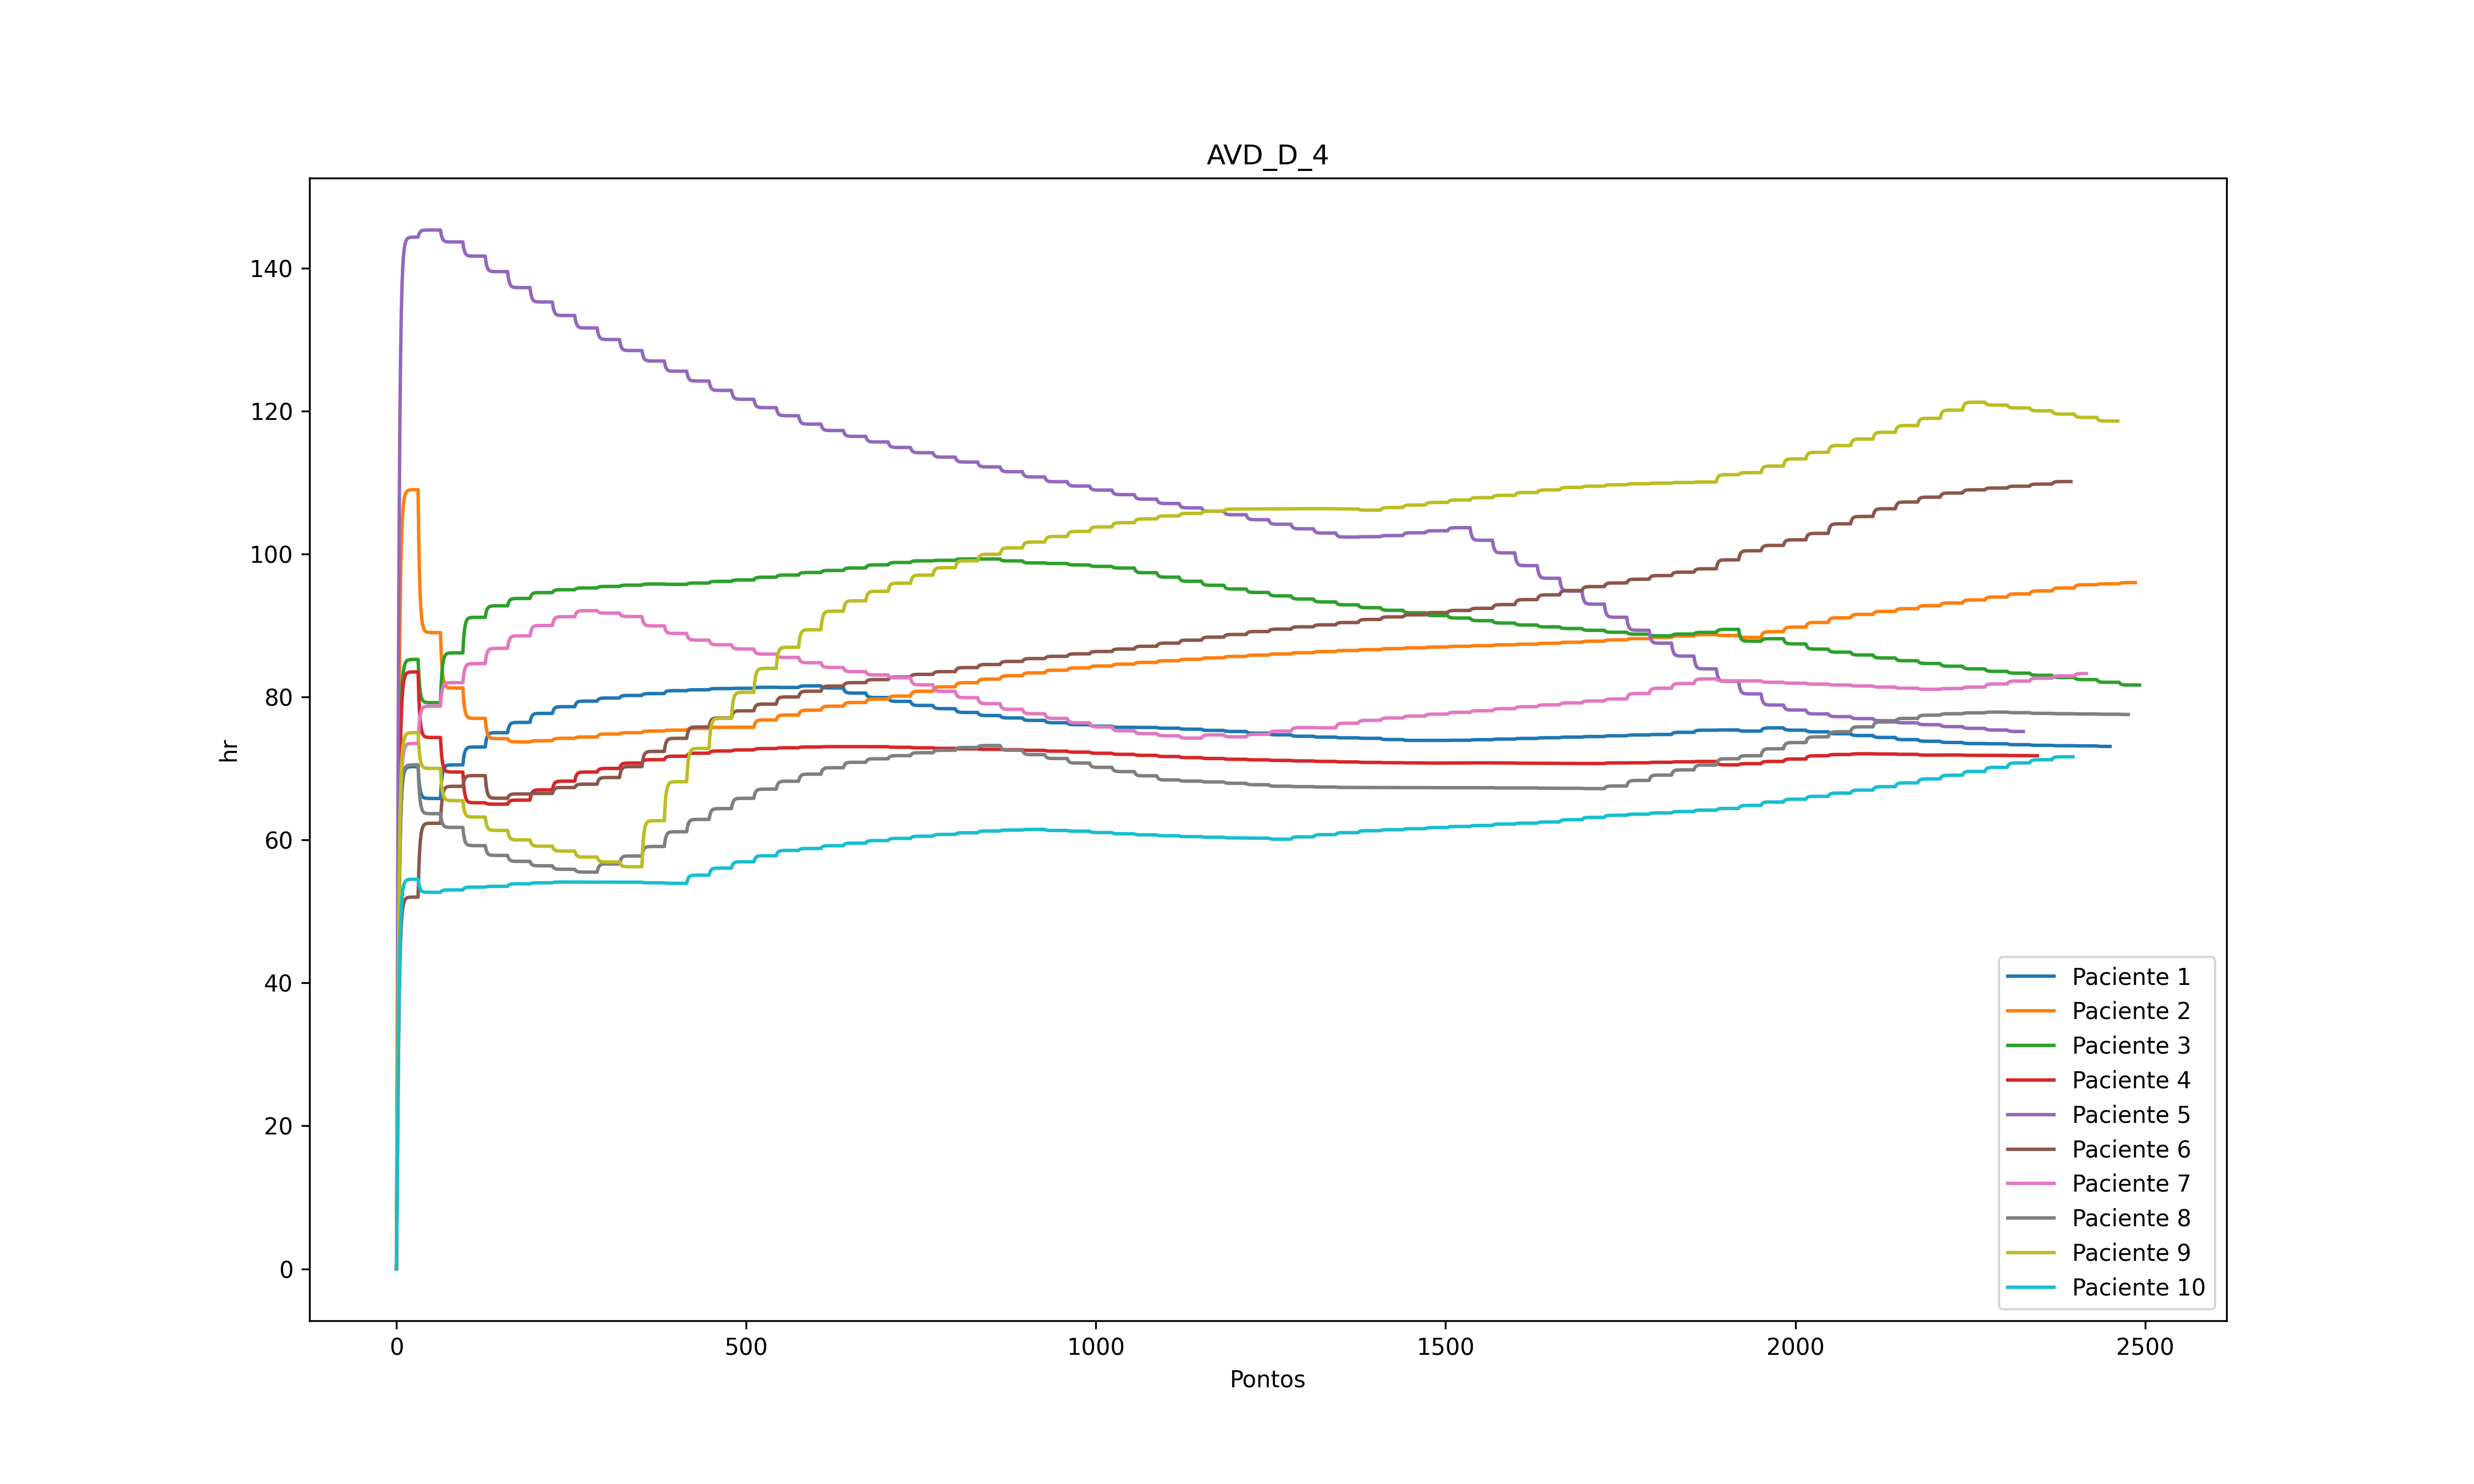 AVD_D_4
hr
140
120
100
80
60
40
20
0
0 500 1000 1500 2000 2500
Pontos
Paciente 1
Paciente 2
Paciente 3
Paciente 4
Paciente 5
Paciente 6
Paciente 7
Paciente 8
Paciente 9
Paciente 10